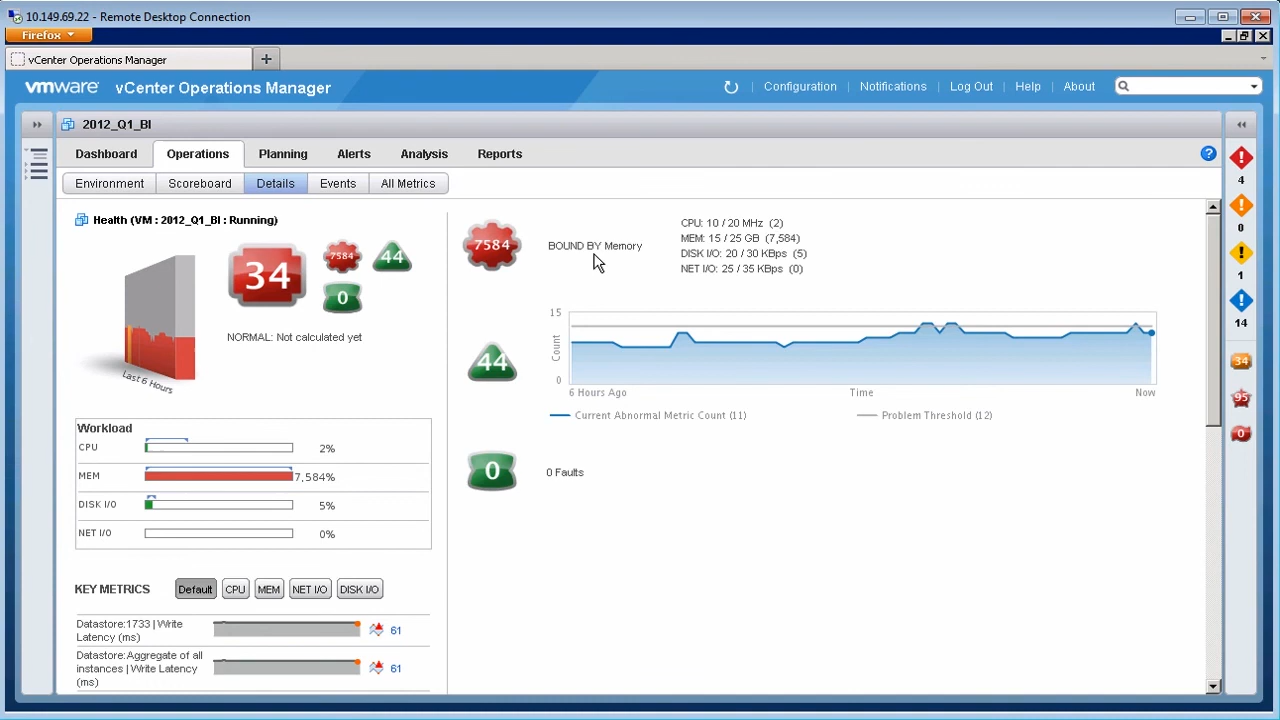 10.149.69.22 - Remote Desktop Connection
Firefox
vCenter Operations Manager
vmware vCenter Operations Manager
Configuration Notifications Log Out Help About
2012_Q1_BI
Dashboard Operations Planning Alerts Analysis Reports
Environment Scoreboard Details Events All Metrics
Health (VM : 2012_Q1_BI : Running)
34
7584
44
0
NORMAL: Not calculated yet
Last 6 Hours
Workload
CPU 2%
MEM 7,584%
DISK I/O 5%
NET I/O 0%
KEY METRICS Default CPU MEM NET I/O DISK I/O
Datastore:1733 | Write
Latency (ms)
61
Datastore:Aggregate of all
instances | Write Latency
(ms)
61
7584
BOUND BY Memory
CPU: 10 / 20 MHz (2)
MEM: 15 / 25 GB (7,584)
DISK I/O: 20 / 30 KBps (5)
NET I/O: 25 / 35 KBps (0)
44
15
Count
0
6 Hours Ago Time Now
Current Abnormal Metric Count (11) Problem Threshold (12)
0
0 Faults
4
0
1
14
34
95
0